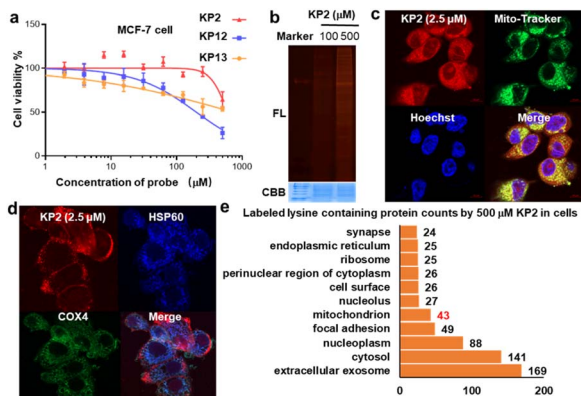 a
MCF-7 cell
KP2
KP12
KP13
Cell viability %
150
100
50
0
1
10
100
1000
Concentration of probe (μM)
b
KP2 (μM)
Marker 100 500
FL
CBB
c
KP2 (2.5 μM)
Mito-Tracker
Hoechst
Merge
d
KP2 (2.5 μM)
HSP60
COX4
Merge
e
Labeled lysine containing protein counts by 500 μM KP2 in cells
synapse 24
endoplasmic reticulum 25
ribosome 25
perinuclear region of cytoplasm 26
cell surface 26
nucleolus 27
mitochondrion 43
focal adhesion 49
nucleoplasm 88
cytosol 141
extracellular exosome 169
0 100 200